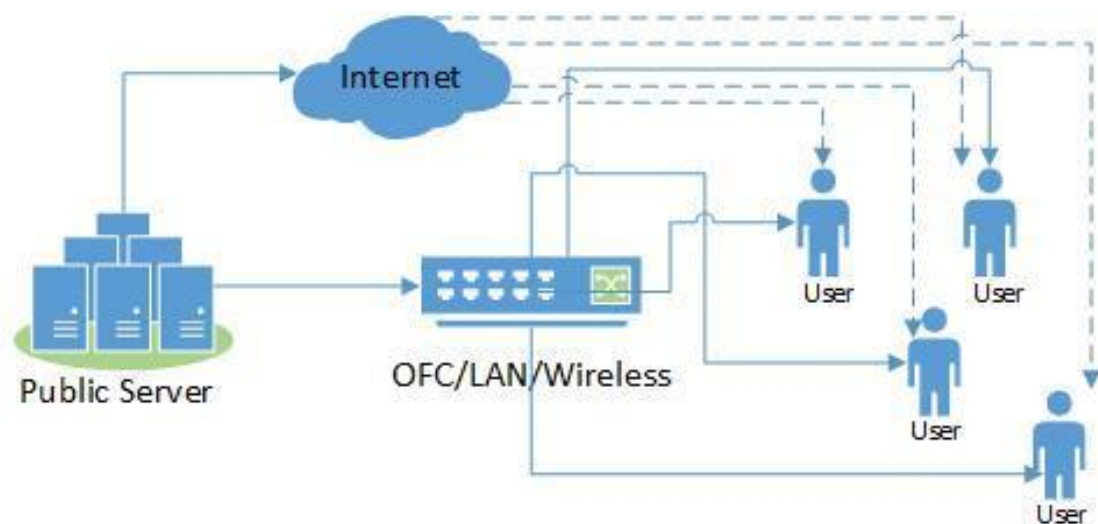 Internet
User
User
OFC/LAN/Wireless
Public Server
User
User